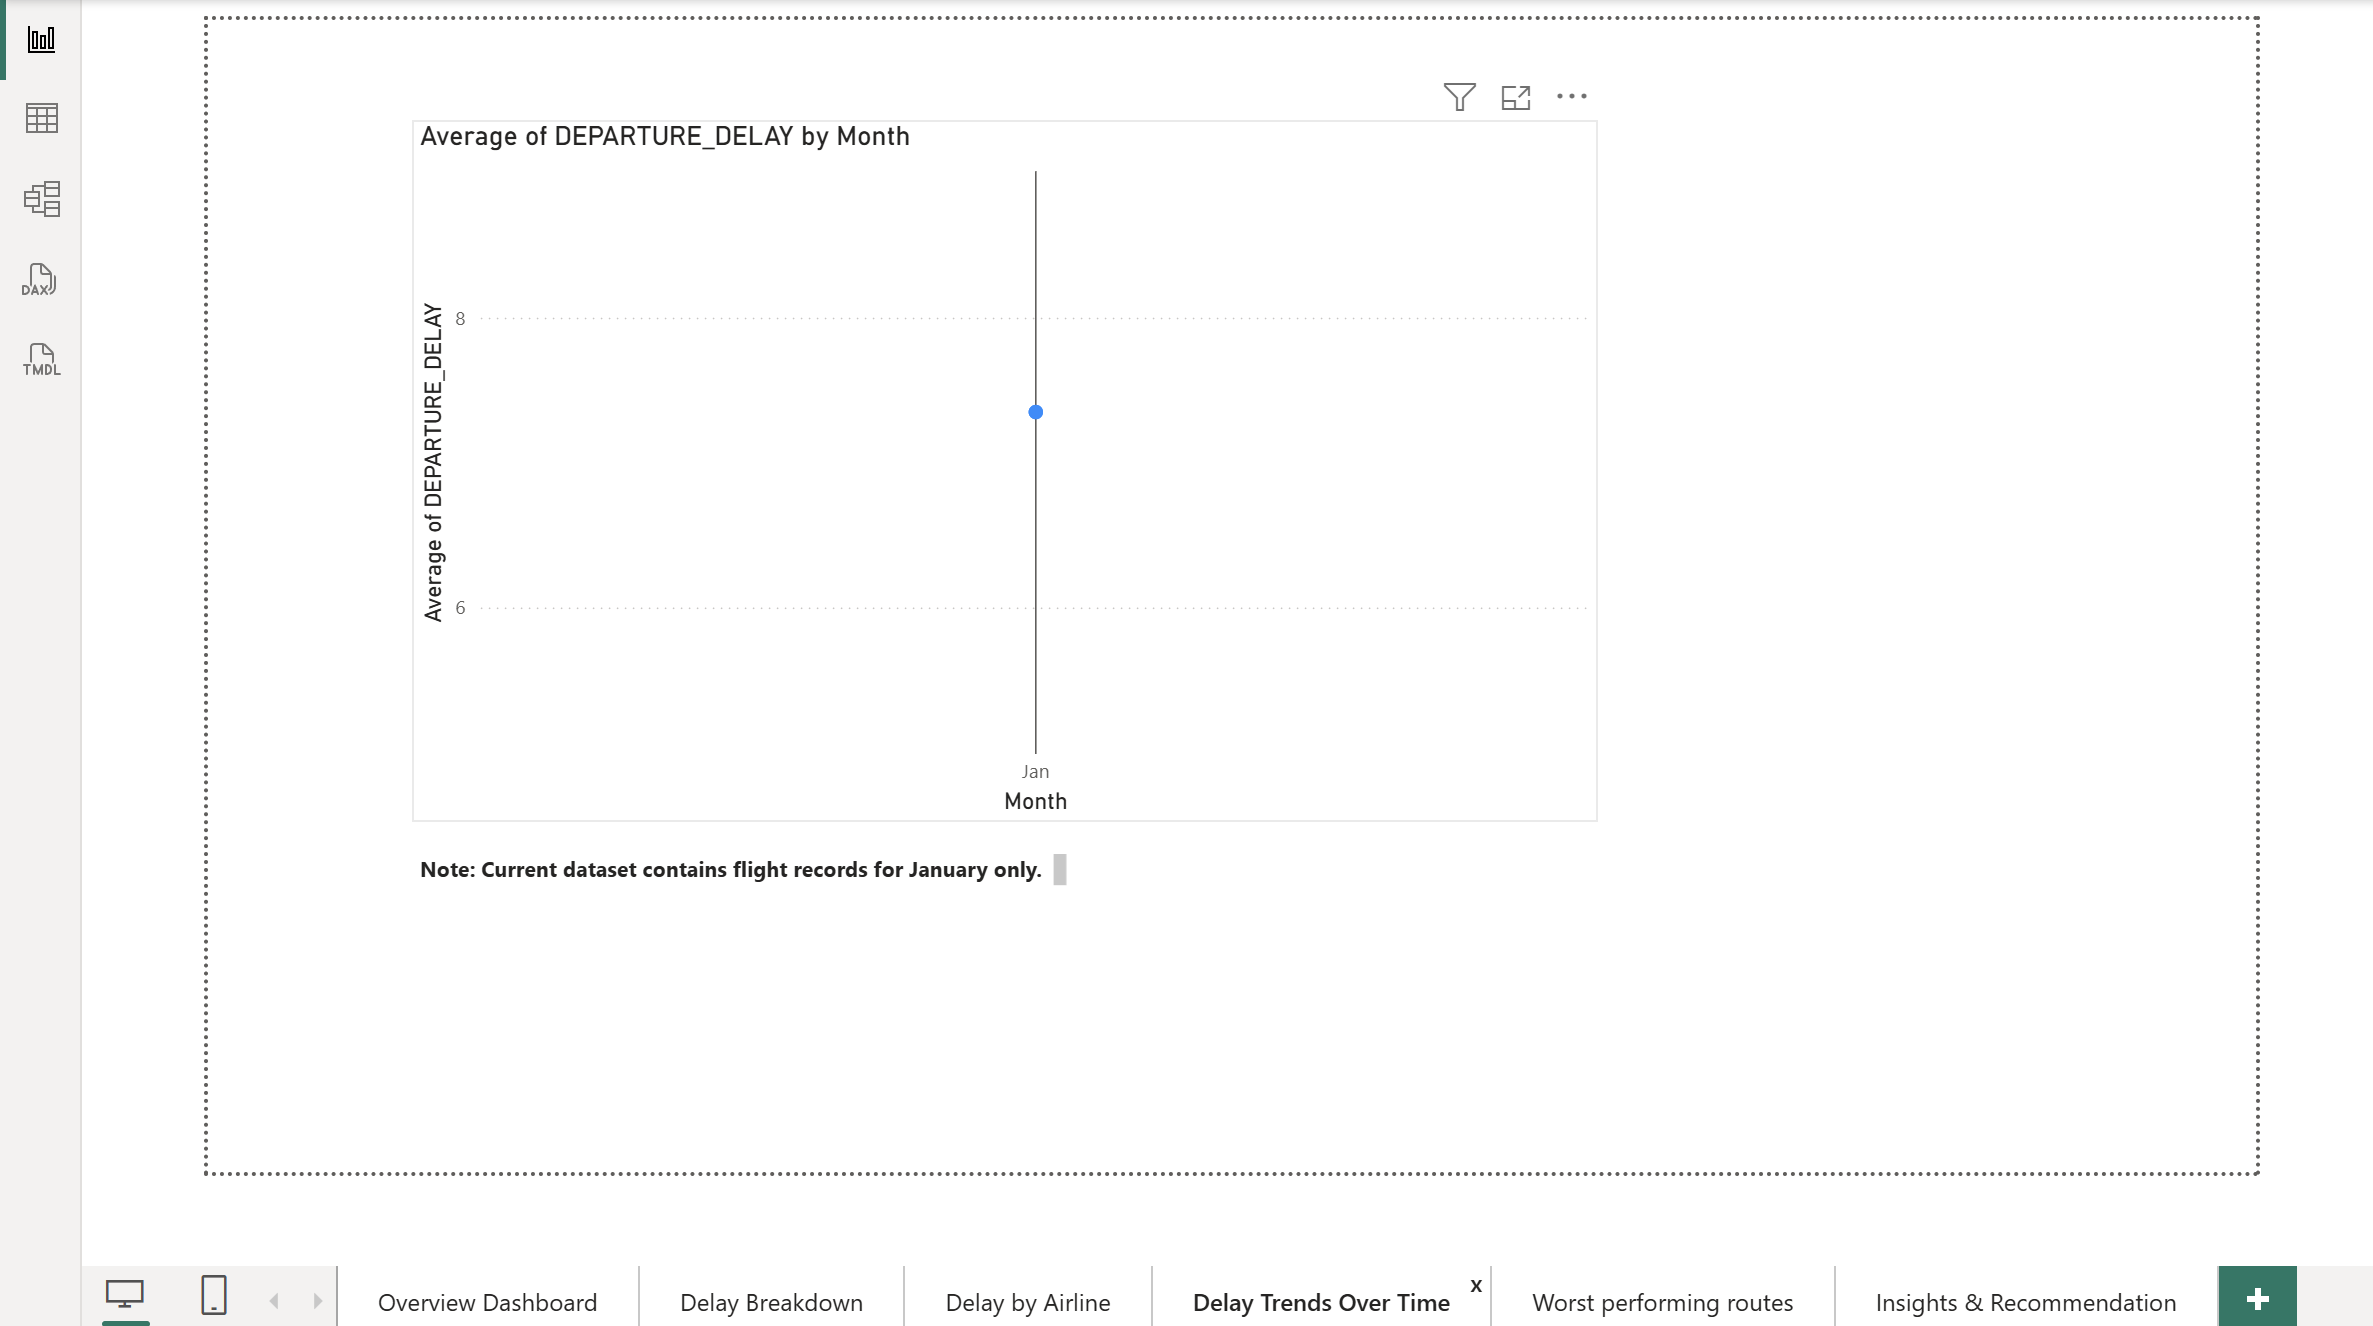 DAX
TMDL
Average of DEPARTURE_DELAY by Month
Average of DEPARTURE_DELAY
8
6
Jan
Month
Note: Current dataset contains flight records for January only.
Overview Dashboard
Delay Breakdown
Delay by Airline
Delay Trends Over Time
x
Worst performing routes
Insights & Recommendation
+